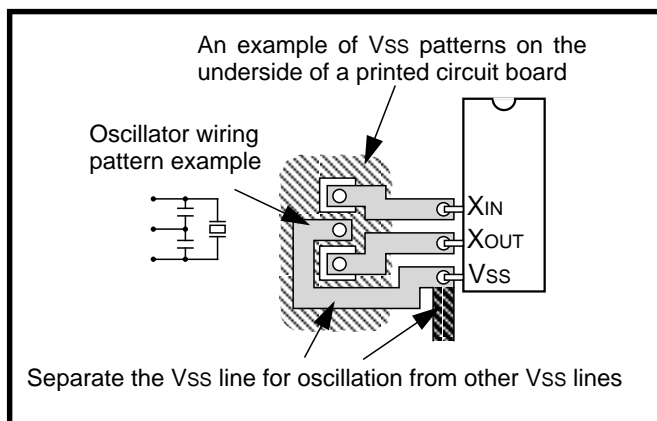 An example of VSS patterns on the
underside of a printed circuit board
Oscillator wiring
pattern example
XIN
XOUT
VSS
Separate the VSS line for oscillation from other VSS lines